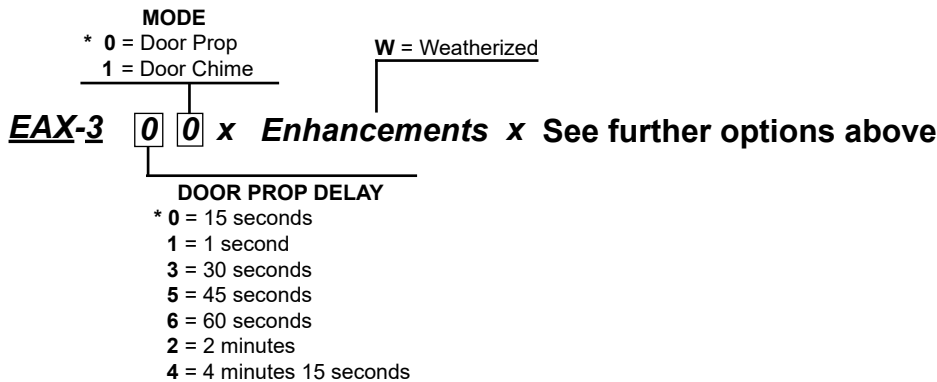 MODE
* 0 = Door Prop
1 = Door Chime
W = Weatherized
EAX-3 0 0 x Enhancements x See further options above
DOOR PROP DELAY
* 0 = 15 seconds
1 = 1 second
3 = 30 seconds
5 = 45 seconds
6 = 60 seconds
2 = 2 minutes
4 = 4 minutes 15 seconds